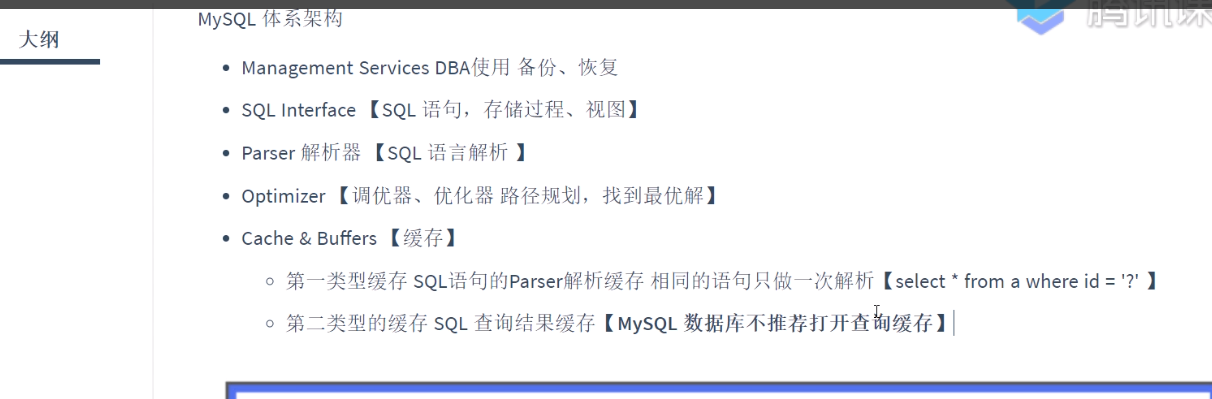 MySQL 体系架构
大纲
Management Services DBA使用 备份、恢复
SQL Interface 【SQL 语句，存储过程、视图】
Parser 解析器 【SQL 语言解析 】
Optimizer 【调优器、优化器 路径规划，找到最优解】
Cache & Buffers 【缓存】
第一类型缓存 SQL语句的Parser解析缓存 相同的语句只做一次解析【select * from a where id = '?' 】
第二类型的缓存 SQL 查询结果缓存【MySQL 数据库不推荐打开查询缓存】
腾讯课